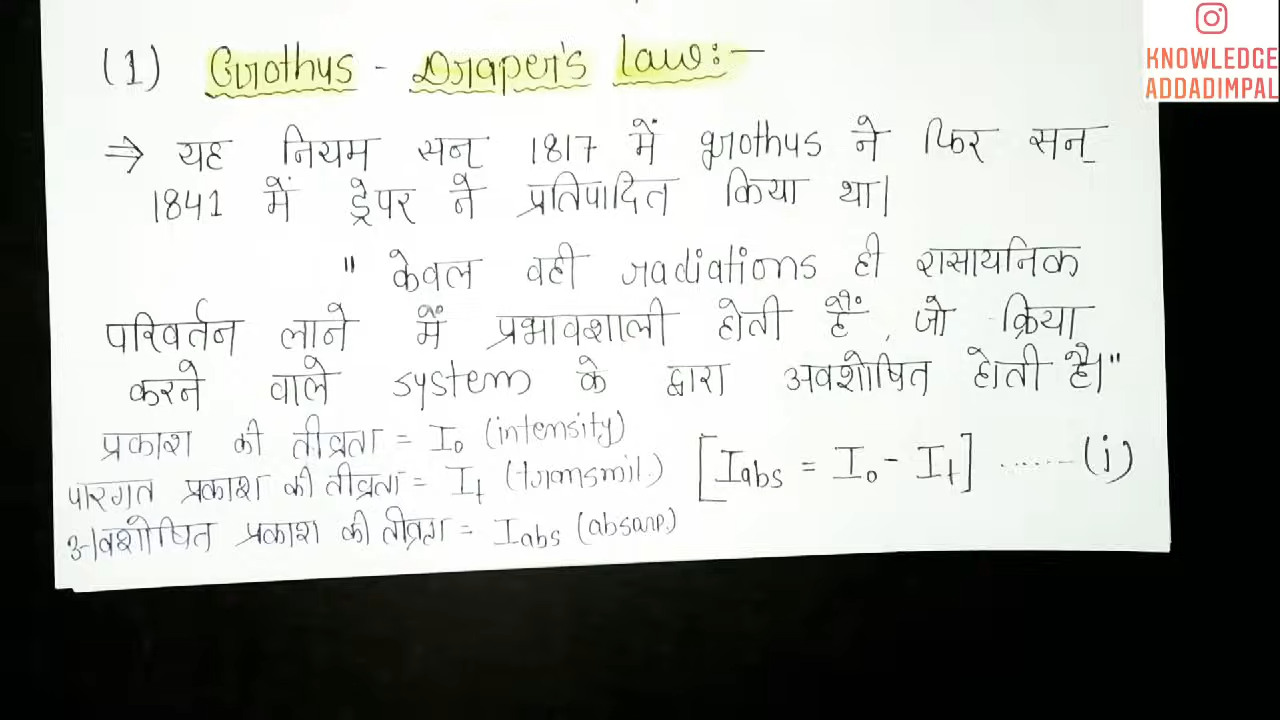 KNOWLEDGE
ADDADIMPAL
(1) Grothus - Draper's law:-
⇒ यह नियम सन् 1817 में grothus ने फिर सन्
1841 में ड्रेपर ने प्रतिपादित किया था।
" केवल वही radiations ही रासायनिक
परिवर्तन लाने में प्रभावशाली होती हैं, जो क्रिया
करने वाले system के द्वारा अवशोषित होती है।"
प्रकाश की तीव्रता = I₀ (intensity)
पारगत प्रकाश की तीव्रता = It (transmit.) [Iabs = I₀ - It] ...... (i)
अवशोषित प्रकाश की तीव्रता = Iabs (absorp.)